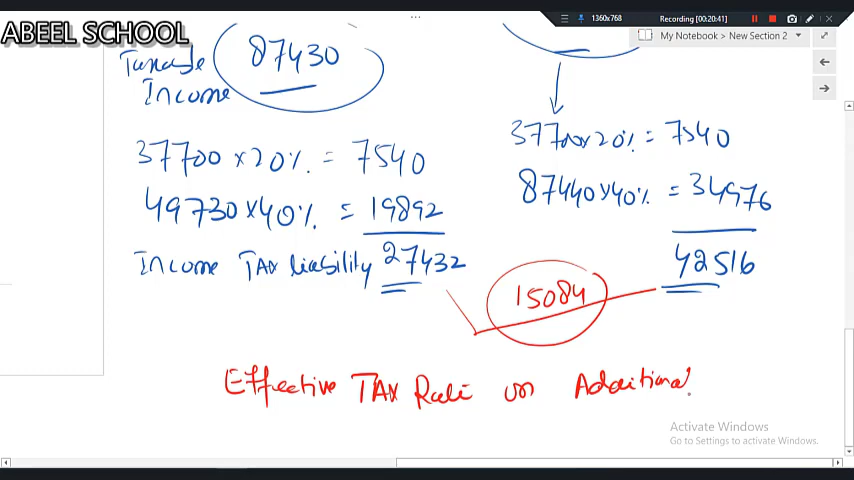 ABEEL SCHOOL
1360x768
Recording [00:20:41]
My Notebook > New Section 2
Taxable 87430
Income
37700 x 20% = 7540
49730 x 40% = 19892
Income TAX liability 27432
37700 x 20% = 7540
87440 x 40% = 34976
42516
15084
Effective TAX Rate on Additional
Activate Windows
Go to Settings to activate Windows.